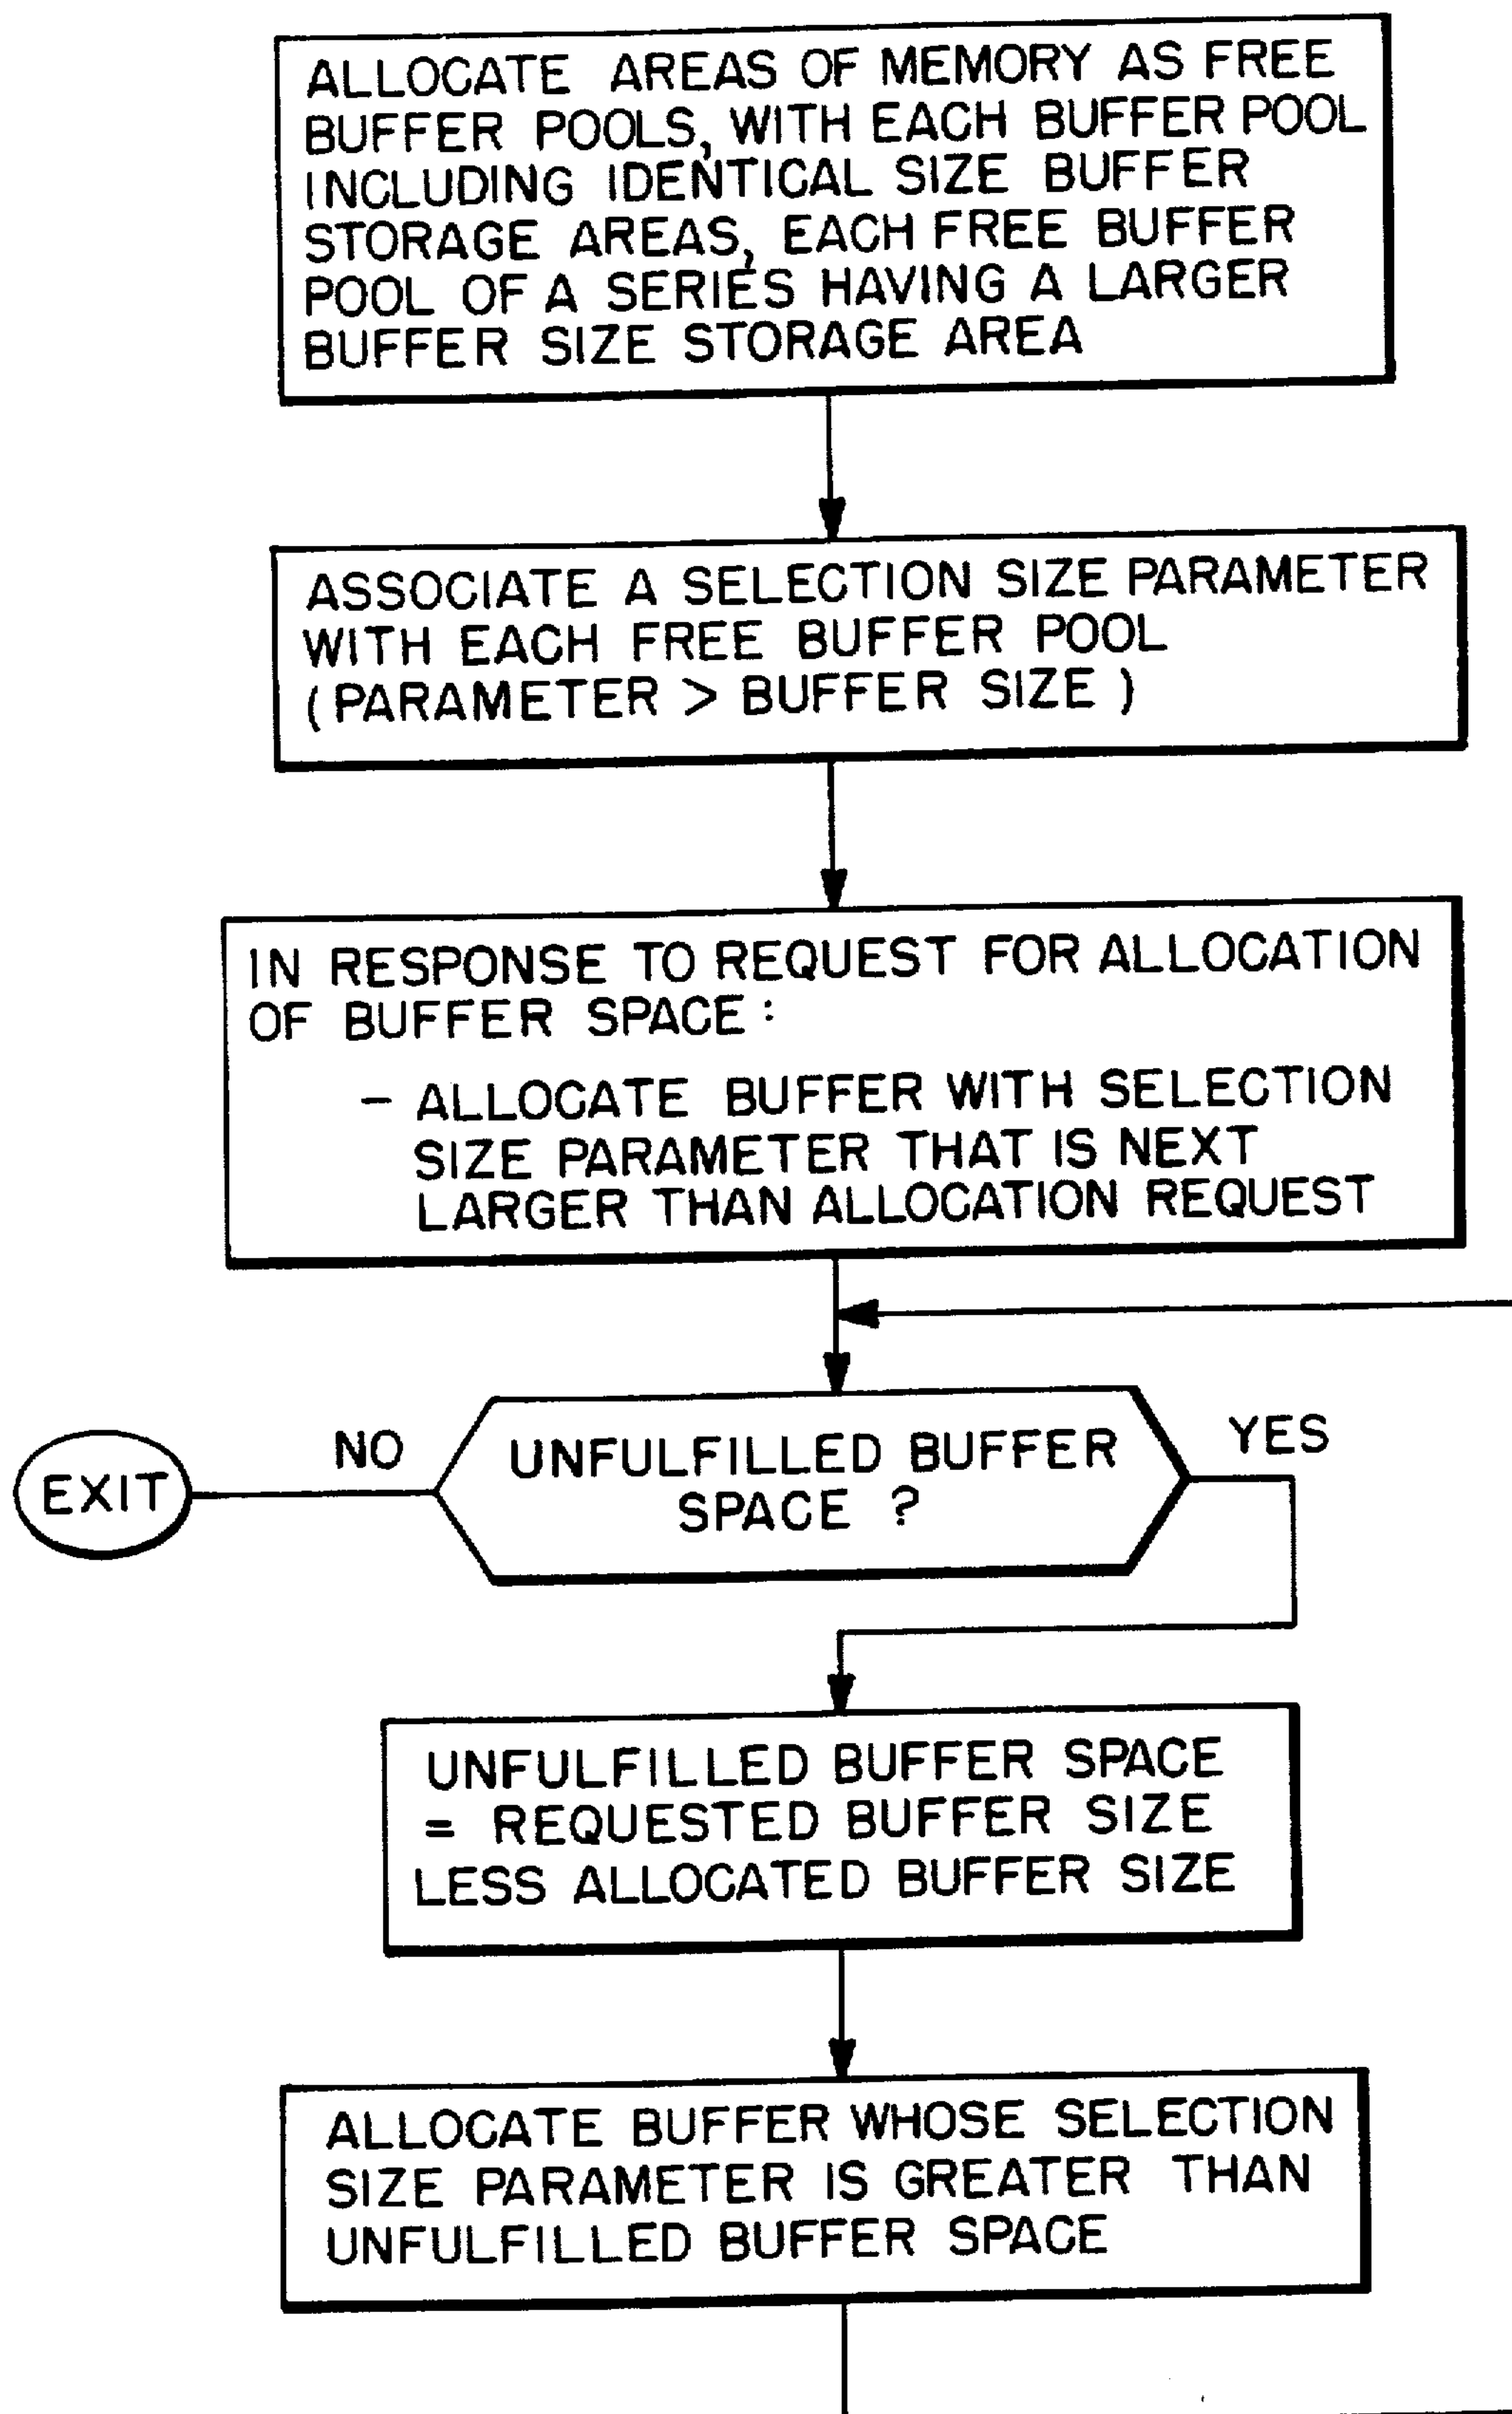 ALLOCATE AREAS OF MEMORY AS FREE
BUFFER POOLS, WITH EACH BUFFER POOL
INCLUDING IDENTICAL SIZE BUFFER
STORAGE AREAS, EACH FREE BUFFER
POOL OF A SERIES HAVING A LARGER
BUFFER SIZE STORAGE AREA
ASSOCIATE A SELECTION SIZE PARAMETER
WITH EACH FREE BUFFER POOL
(PARAMETER > BUFFER SIZE)
IN RESPONSE TO REQUEST FOR ALLOCATION
OF BUFFER SPACE:
- ALLOCATE BUFFER WITH SELECTION
SIZE PARAMETER THAT IS NEXT
LARGER THAN ALLOCATION REQUEST
EXIT
NO
UNFULFILLED BUFFER
SPACE ?
YES
UNFULFILLED BUFFER SPACE
= REQUESTED BUFFER SIZE
LESS ALLOCATED BUFFER SIZE
ALLOCATE BUFFER WHOSE SELECTION
SIZE PARAMETER IS GREATER THAN
UNFULFILLED BUFFER SPACE